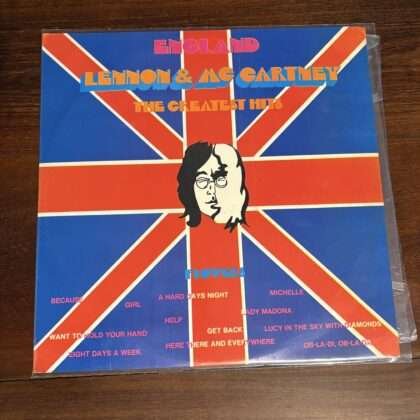 ENGLAND
LENNON & MC CARTNEY
THE GREATEST HITS
FLOWERS
BECAUSE
GIRL
A HARD DAYS NIGHT
MICHELLE
HELP
LADY MADONA
WANT TO HOLD YOUR HAND
GET BACK
LUCY IN THE SKY WITH DIAMONDS
EIGHT DAYS A WEEK
HERE THERE AND EVERYWHERE
OB-LA-DI, OB-LA-DA